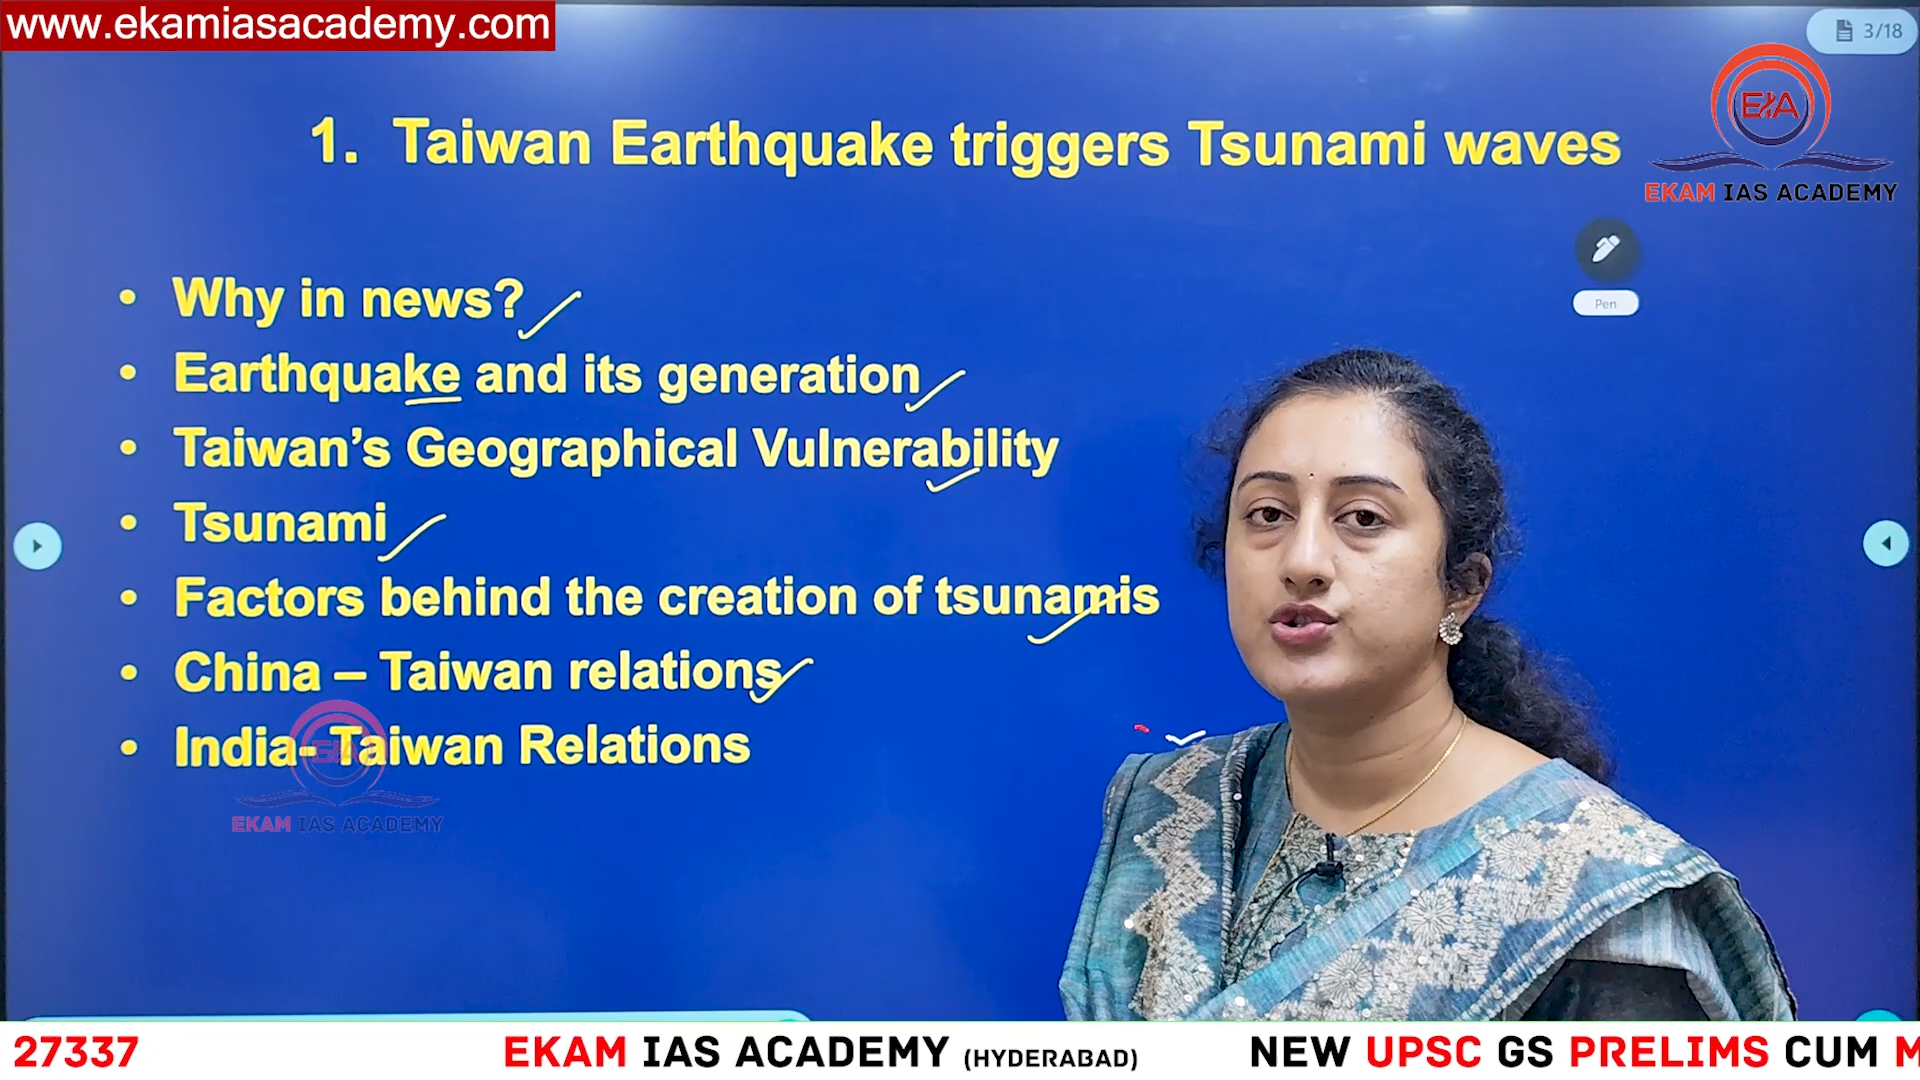 www.ekamiasacademy.com
3/18
EIA
EKAM IAS ACADEMY
1. Taiwan Earthquake triggers Tsunami waves
Pen
• Why in news?
• Earthquake and its generation
• Taiwan’s Geographical Vulnerability
• Tsunami
• Factors behind the creation of tsunamis
• China – Taiwan relations
• India- Taiwan Relations
EIA
EKAM IAS ACADEMY
27337 EKAM IAS ACADEMY (HYDERABAD) NEW UPSC GS PRELIMS CUM M